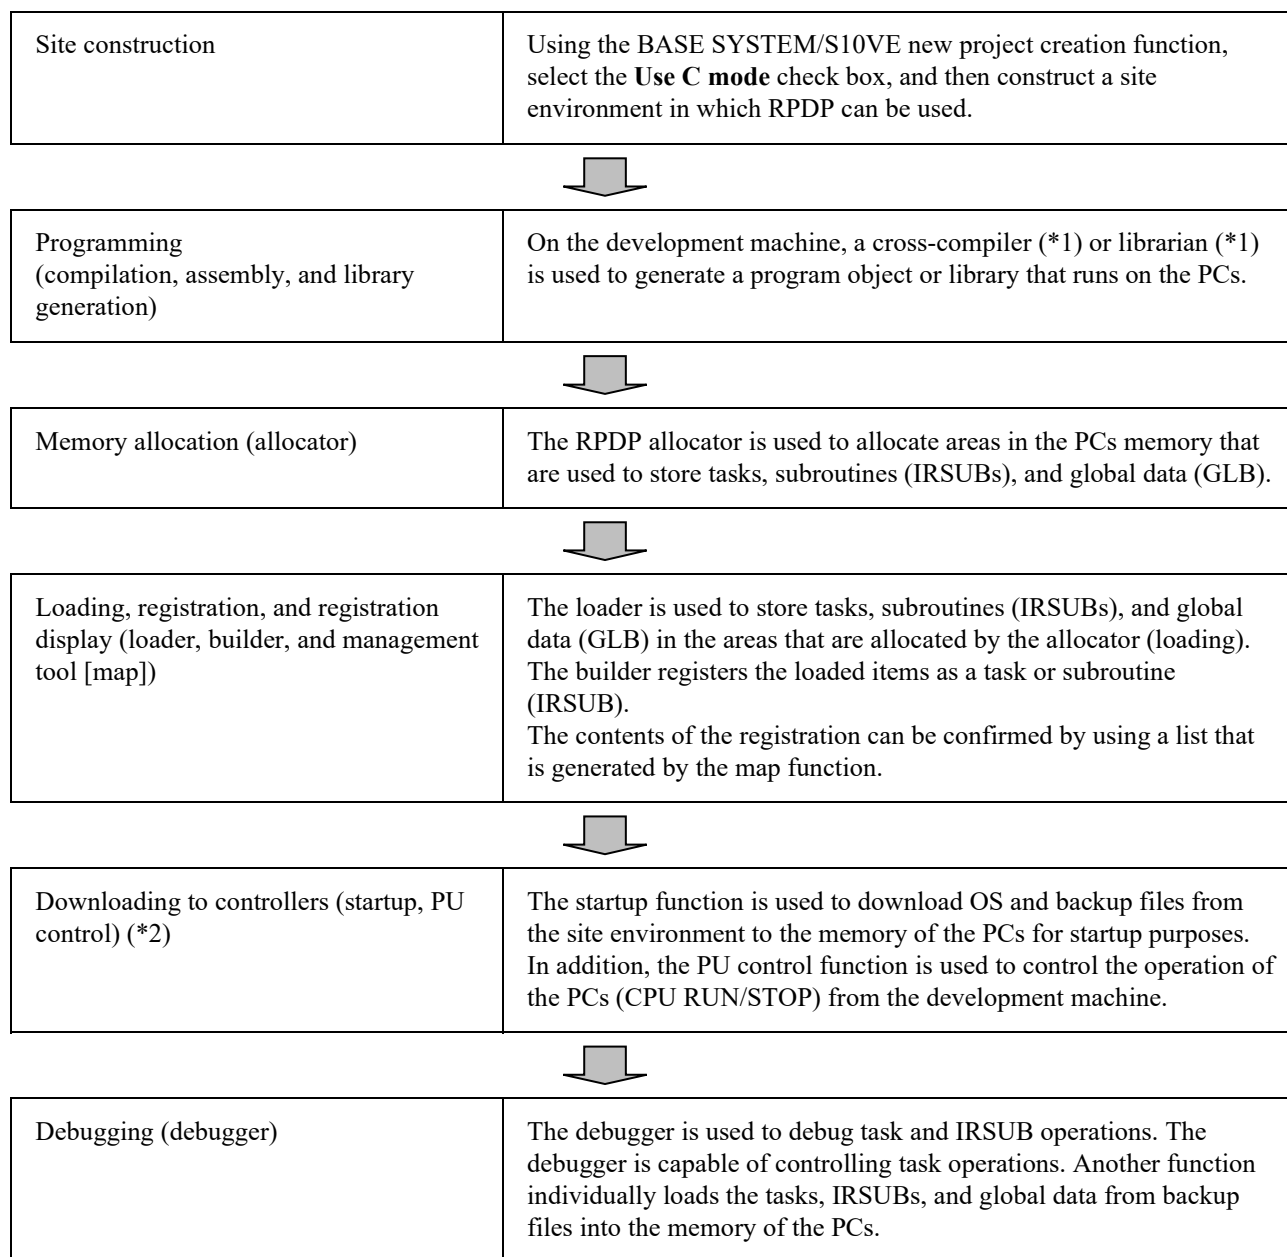 Site construction
Using the BASE SYSTEM/S10VE new project creation function,
select the Use C mode check box, and then construct a site
environment in which RPDP can be used.
Programming
(compilation, assembly, and library
generation)
On the development machine, a cross-compiler (*1) or librarian (*1)
is used to generate a program object or library that runs on the PCs.
Memory allocation (allocator)
The RPDP allocator is used to allocate areas in the PCs memory that
are used to store tasks, subroutines (IRSUBs), and global data (GLB).
Loading, registration, and registration
display (loader, builder, and management
tool [map])
The loader is used to store tasks, subroutines (IRSUBs), and global
data (GLB) in the areas that are allocated by the allocator (loading).
The builder registers the loaded items as a task or subroutine
(IRSUB).
The contents of the registration can be confirmed by using a list that
is generated by the map function.
Downloading to controllers (startup, PU
control) (*2)
The startup function is used to download OS and backup files from
the site environment to the memory of the PCs for startup purposes.
In addition, the PU control function is used to control the operation of
the PCs (CPU RUN/STOP) from the development machine.
Debugging (debugger)
The debugger is used to debug task and IRSUB operations. The
debugger is capable of controlling task operations. Another function
individually loads the tasks, IRSUBs, and global data from backup
files into the memory of the PCs.